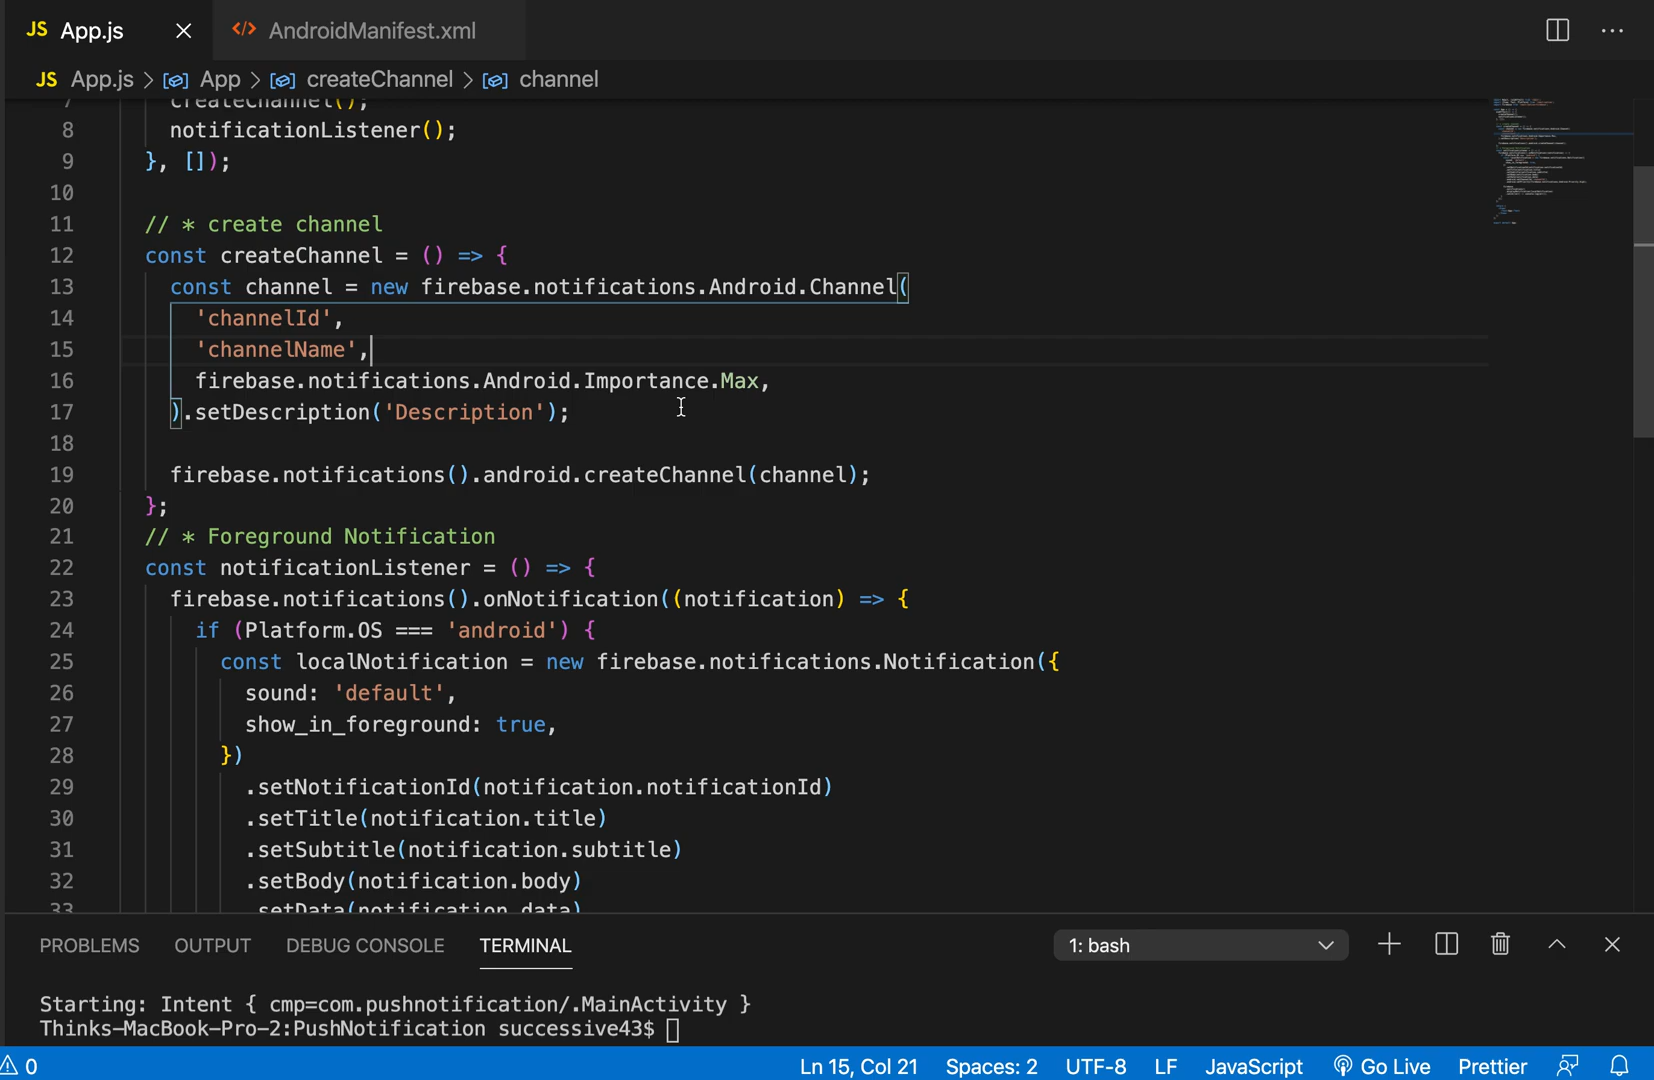 JS App.js
</> AndroidManifest.xml
JS App.js > App > createChannel > channel
7 createChannel();
8 notificationListener();
9 }, []);
10
11 // * create channel
12 const createChannel = () => {
13 const channel = new firebase.notifications.Android.Channel(
14 'channelId',
15 'channelName',
16 firebase.notifications.Android.Importance.Max,
17 ).setDescription('Description');
18
19 firebase.notifications().android.createChannel(channel);
20 };
21 // * Foreground Notification
22 const notificationListener = () => {
23 firebase.notifications().onNotification((notification) => {
24 if (Platform.OS === 'android') {
25 const localNotification = new firebase.notifications.Notification({
26 sound: 'default',
27 show_in_foreground: true,
28 })
29 .setNotificationId(notification.notificationId)
30 .setTitle(notification.title)
31 .setSubtitle(notification.subtitle)
32 .setBody(notification.body)
33 .setData(notification.data)
PROBLEMS OUTPUT DEBUG CONSOLE TERMINAL 1: bash
Starting: Intent { cmp=com.pushnotification/.MainActivity }
Thinks-MacBook-Pro-2:PushNotification successive43$
0 Ln 15, Col 21 Spaces: 2 UTF-8 LF JavaScript Go Live Prettier